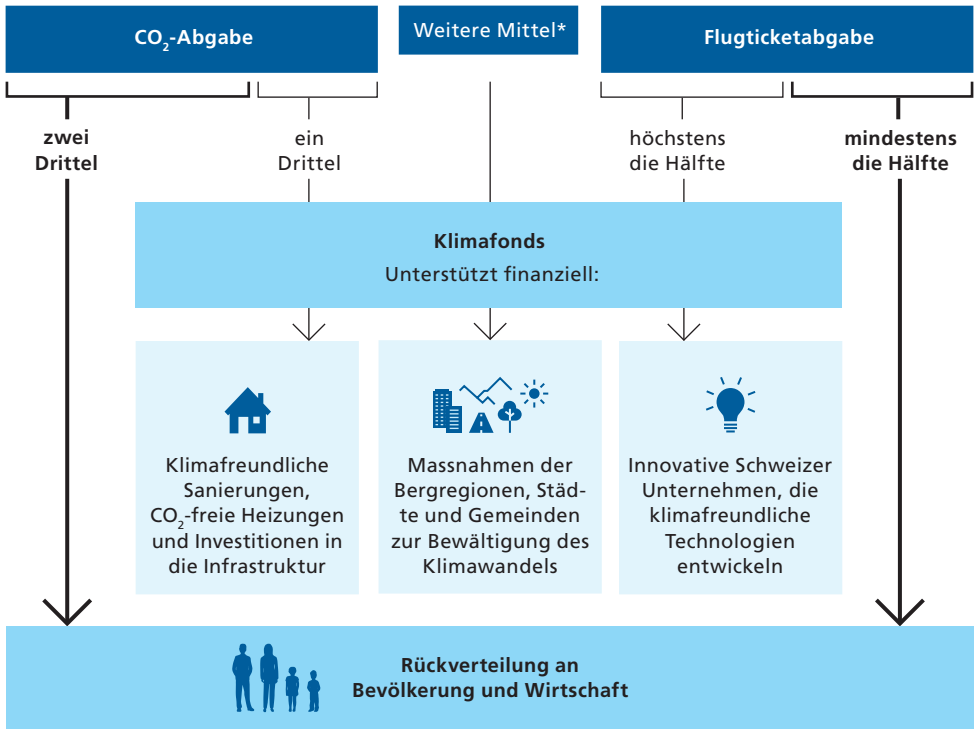 CO₂-Abgabe
Weitere Mittel*
Flugticketabgabe
zwei
Drittel
ein
Drittel
höchstens
die Hälfte
mindestens
die Hälfte
Klimafonds
Unterstützt finanziell:
Klimafreundliche
Sanierungen,
CO₂-freie Heizungen
und Investitionen in
die Infrastruktur
Massnahmen der
Bergregionen, Städ-
te und Gemeinden
zur Bewältigung des
Klimawandels
Innovative Schweizer
Unternehmen, die
klimafreundliche
Technologien
entwickeln
Rückverteilung an
Bevölkerung und Wirtschaft